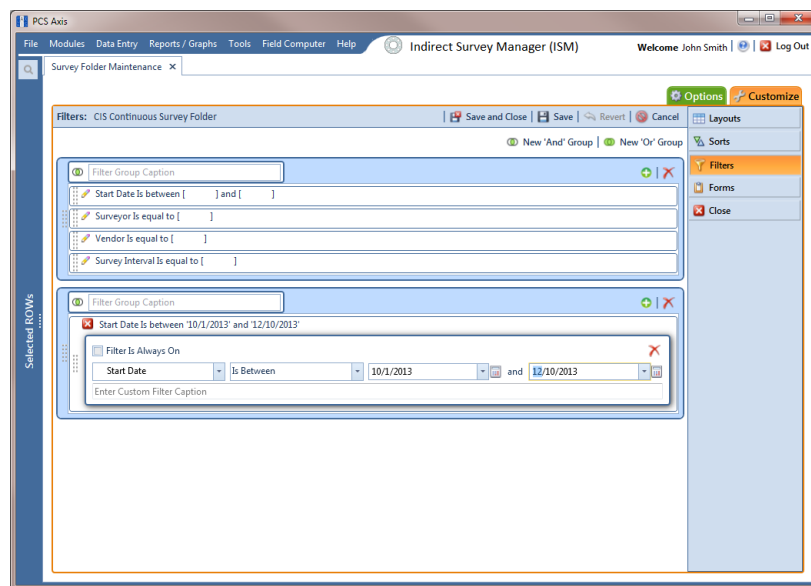 PCS Axis
File Modules Data Entry Reports / Graphs Tools Field Computer Help
Indirect Survey Manager (ISM)
Welcome John Smith | Log Out
Survey Folder Maintenance
Options Customize
Filters: CIS Continuous Survey Folder
Save and Close | Save | Revert | Cancel
Layouts
Sorts
Filters
Forms
Close
New 'And' Group | New 'Or' Group
Filter Group Caption
Start Date Is between [ ] and [ ]
Surveyor Is equal to [ ]
Vendor Is equal to [ ]
Survey Interval Is equal to [ ]
Filter Group Caption
Start Date Is between '10/1/2013' and '12/10/2013'
Filter Is Always On
Start Date Is Between 10/1/2013 and 12/10/2013
Enter Custom Filter Caption
Selected ROWs